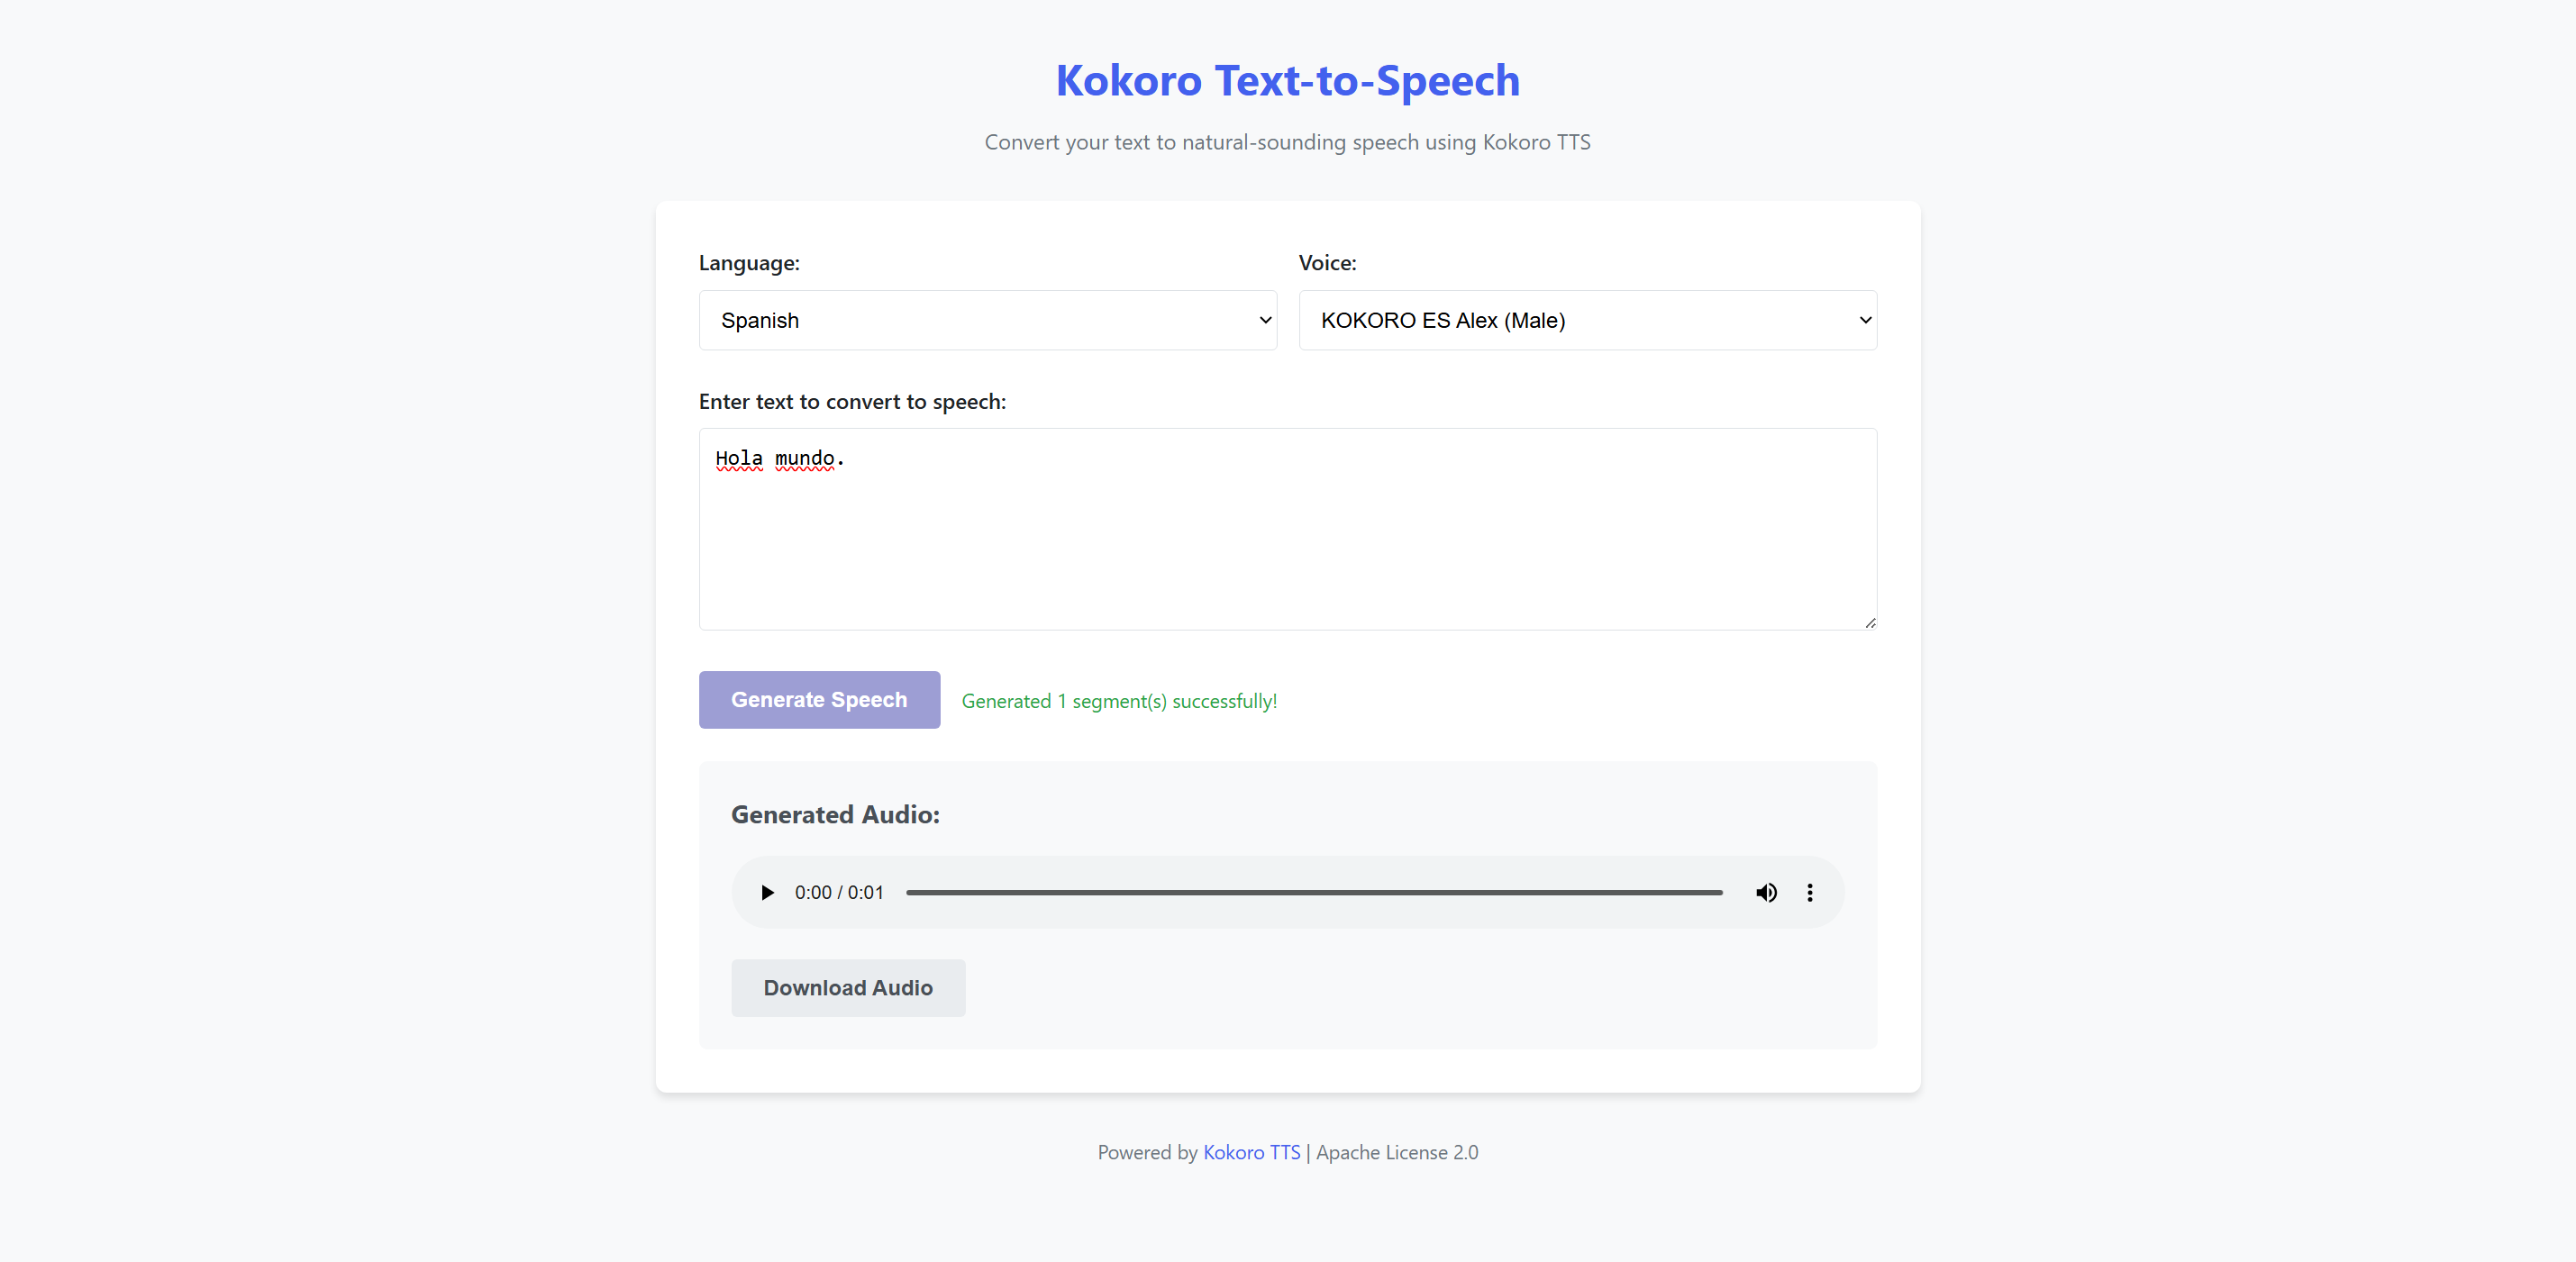 Kokoro Text-to-Speech
Convert your text to natural-sounding speech using Kokoro TTS
Language:
Voice:
Spanish
KOKORO ES Alex (Male)
Enter text to convert to speech:
Hola mundo.
Generate Speech
Generated 1 segment(s) successfully!
Generated Audio:
0:00 / 0:01
Download Audio
Powered by Kokoro TTS | Apache License 2.0